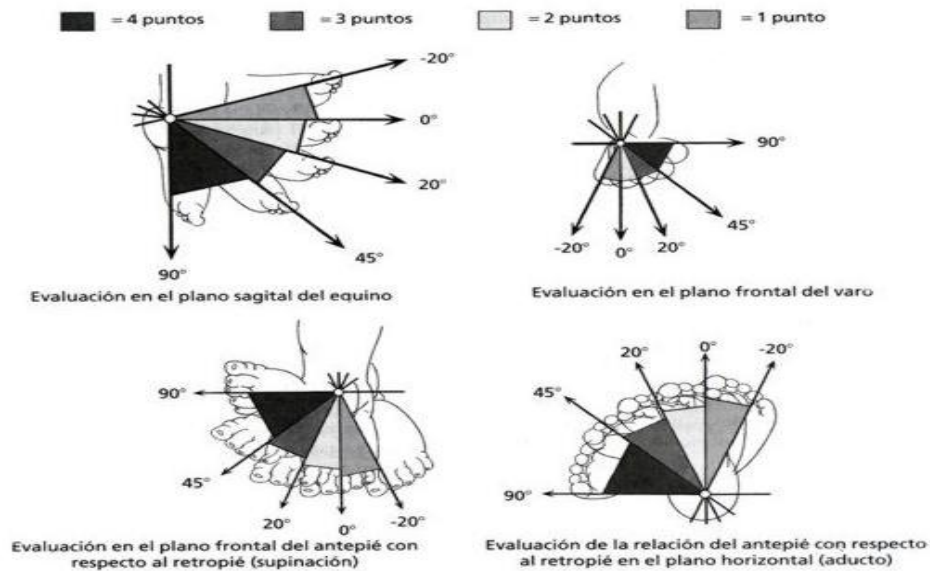 = 4 puntos = 3 puntos = 2 puntos = 1 punto
-20°
0°
20°
45°
90°
Evaluación en el plano sagital del equino
90°
45°
20°
0°
-20°
Evaluación en el plano frontal del varo
90°
45°
20°
0°
-20°
Evaluación en el plano frontal del antepié con
respecto al retropié (supinación)
-20°
0°
20°
45°
90°
Evaluación de la relación del antepié con respecto
al retropié en el plano horizontal (aducto)